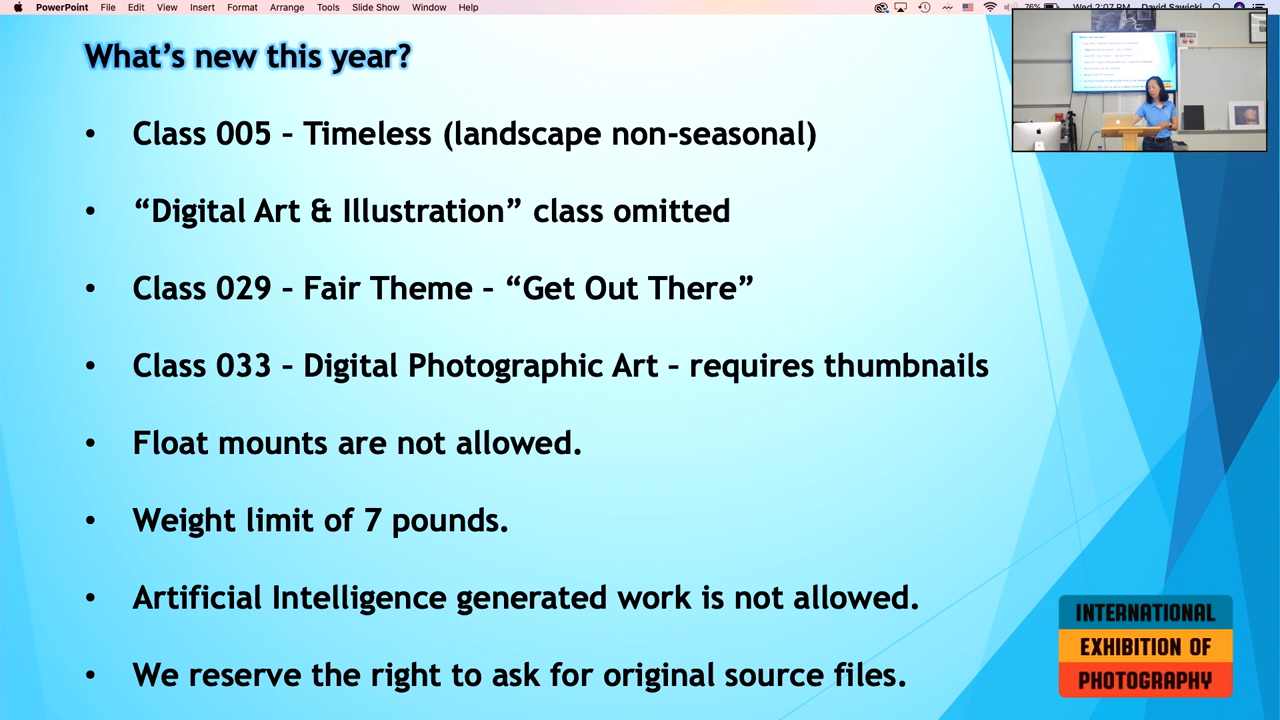 PowerPoint File Edit View Insert Format Arrange Tools Slide Show Window Help
76% Wed 2:07 PM David Sawicki
What's new this year?
• Class 005 – Timeless (landscape non-seasonal)
• “Digital Art & Illustration” class omitted
• Class 029 – Fair Theme – “Get Out There”
• Class 033 – Digital Photographic Art – requires thumbnails
• Float mounts are not allowed.
• Weight limit of 7 pounds.
• Artificial Intelligence generated work is not allowed.
• We reserve the right to ask for original source files.
INTERNATIONAL
EXHIBITION OF
PHOTOGRAPHY